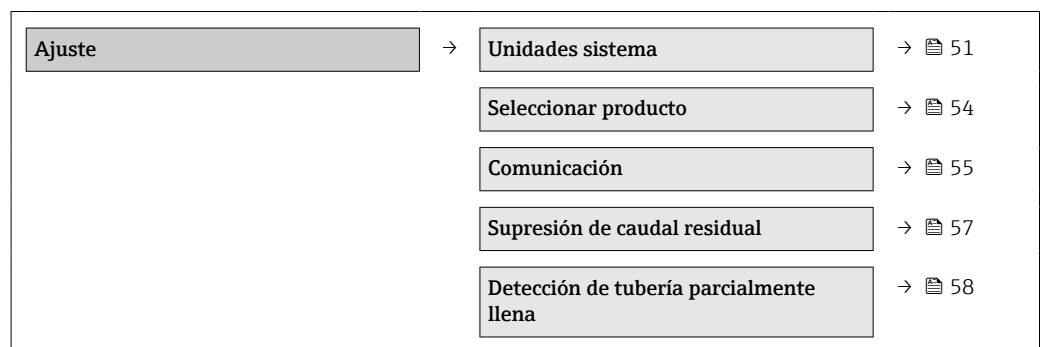 Ajuste → Unidades sistema → 51
Seleccionar producto → 54
Comunicación → 55
Supresión de caudal residual → 57
Detección de tubería parcialmente → 58
llena